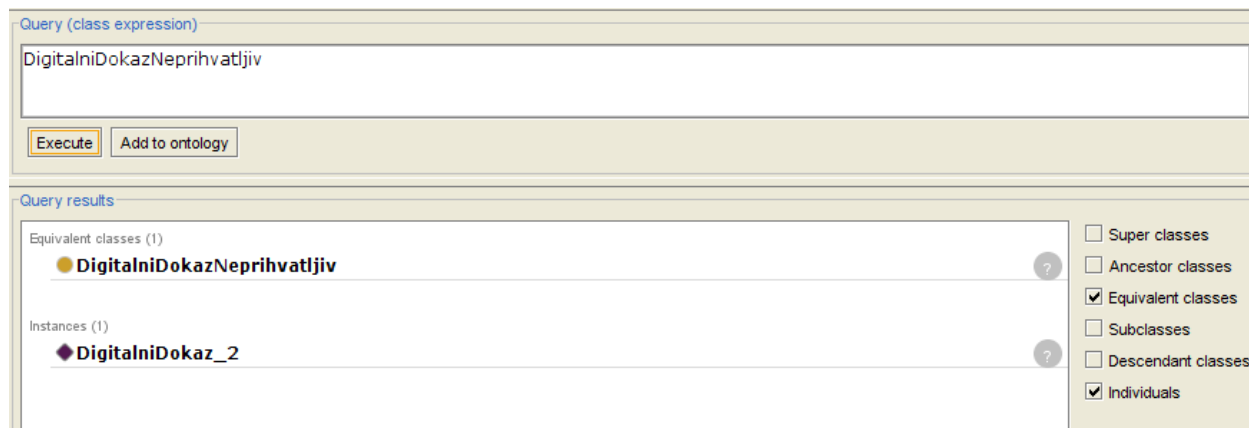 Query (class expression)
DigitalniDokazNeprihvatljiv
Execute Add to ontology
Query results
Equivalent classes (1)
DigitalniDokazNeprihvatljiv
?
Instances (1)
DigitalniDokaz_2
?
Super classes
Ancestor classes
Equivalent classes
Subclasses
Descendant classes
Individuals